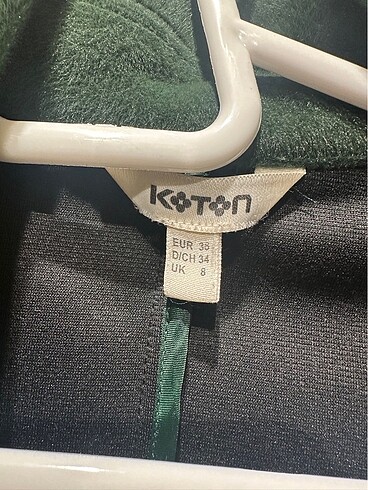 KOTON
EUR 36
D/CH 34
UK 8